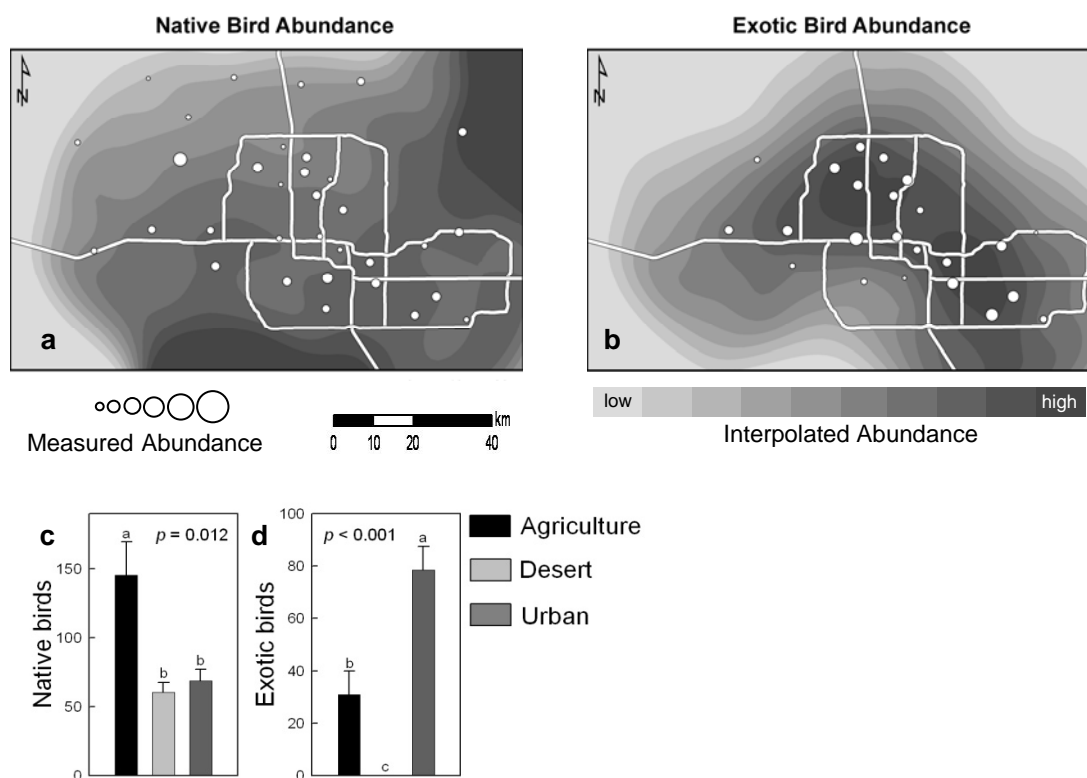 Native Bird Abundance
Exotic Bird Abundance
N
N
a
b
Measured Abundance
km
0 10 20 40
low high
Interpolated Abundance
c
p = 0.012
a
b
b
150
100
50
0
Native birds
d
p < 0.001
b
c
a
100
80
60
40
20
0
Exotic birds
Agriculture
Desert
Urban